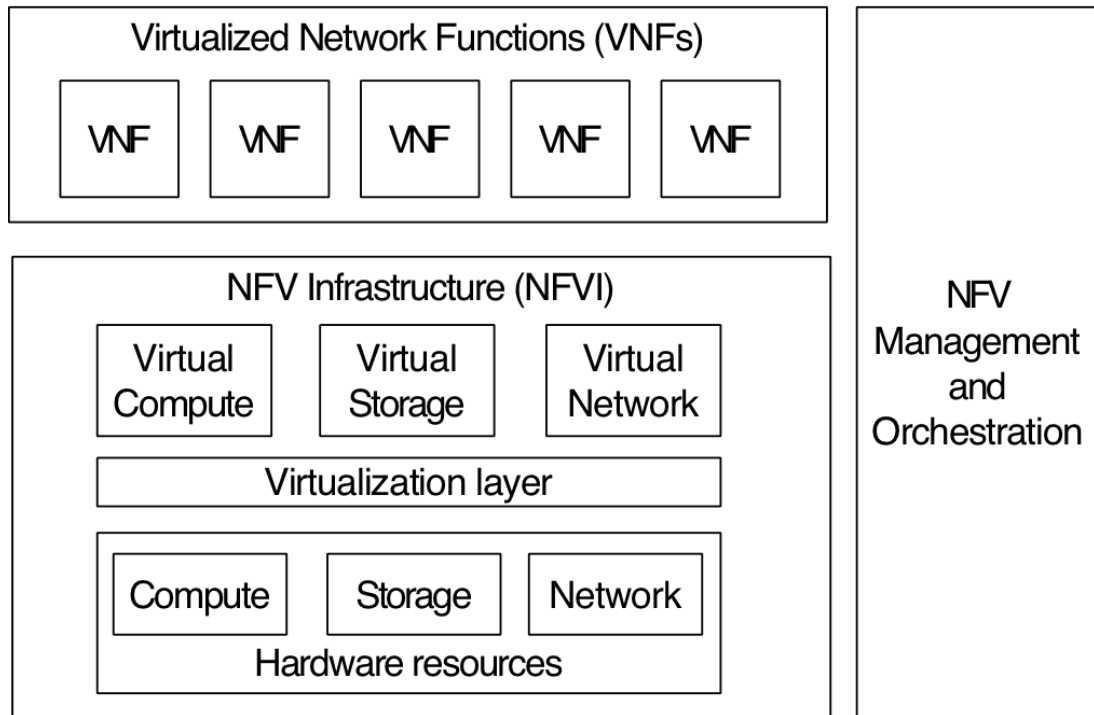 Virtualized Network Functions (VNFs)
VNF VNF VNF VNF VNF
NFV Infrastructure (NFVI)
Virtual
Compute
Virtual
Storage
Virtual
Network
Virtualization layer
Compute Storage Network
Hardware resources
NFV
Management
and
Orchestration